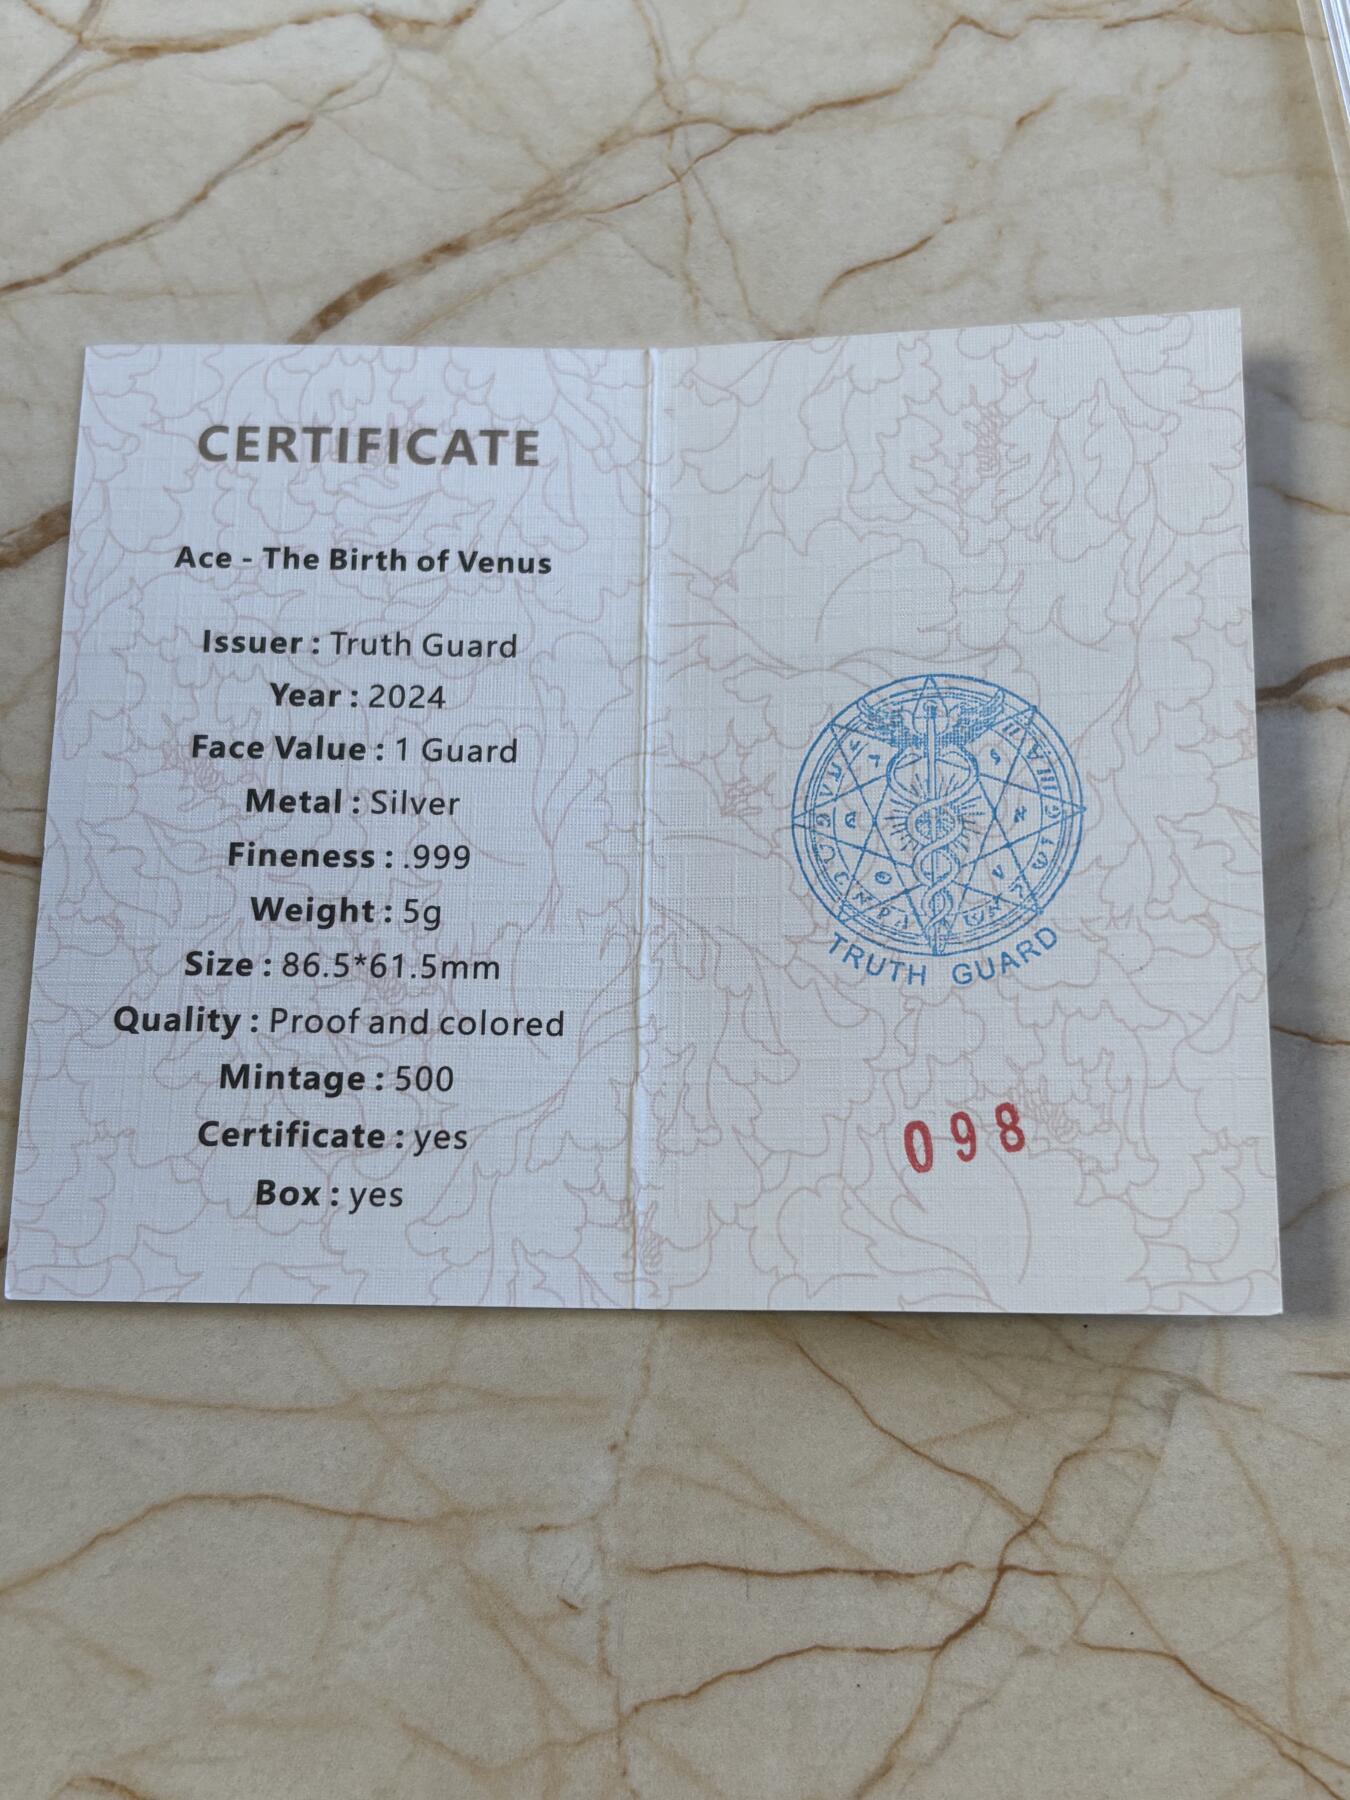 CERTIFICATE
Ace - The Birth of Venus
Issuer : Truth Guard
Year : 2024
Face Value : 1 Guard
Metal : Silver
Fineness : .999
Weight : 5g
Size : 86.5*61.5mm
Quality : Proof and colored
Mintage : 500
Certificate : yes
Box : yes
TRUTH GUARD
098